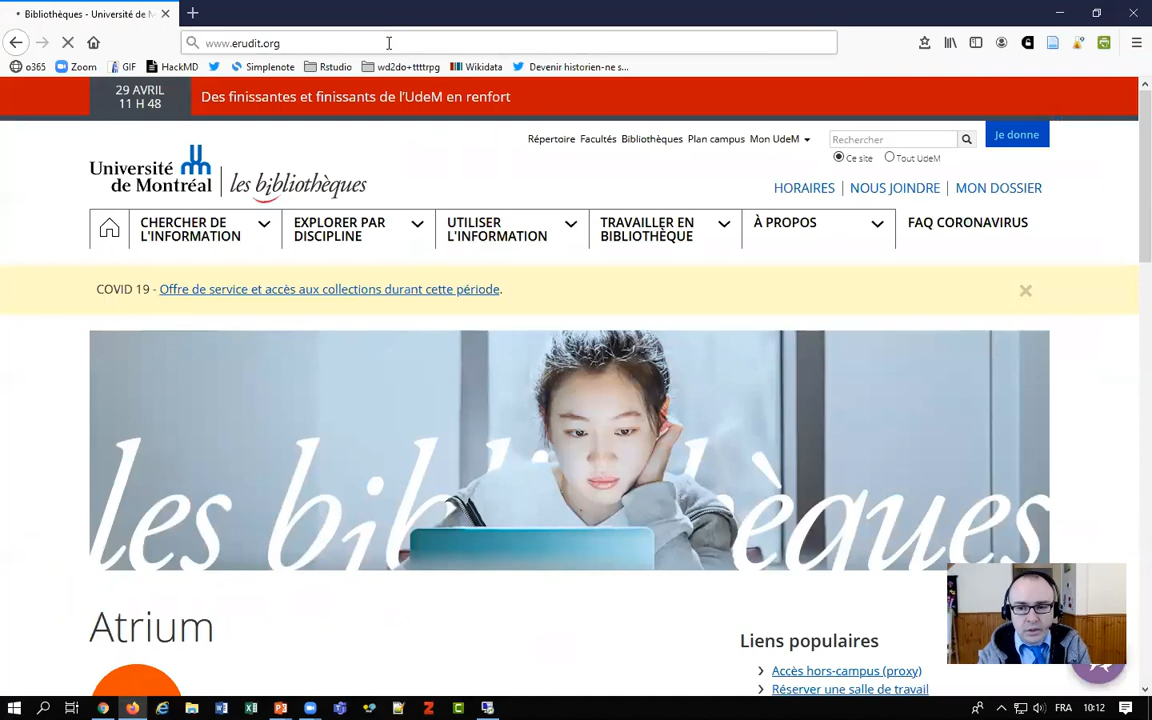 Bibliothèques - Université de M
www.erudit.org
o365 Zoom GIF HackMD Simplenote Rstudio wd2do+ttttrpg Wikidata Devenir historien-ne s...
29 AVRIL
11 H 48
Des finissantes et finissants de l'UdeM en renfort
Répertoire Facultés Bibliothèques Plan campus Mon UdeM
Rechercher
Je donne
Ce site Tout UdeM
Université
de Montréal
les bibliothèques
HORAIRES NOUS JOINDRE MON DOSSIER
CHERCHER DE
L'INFORMATION
EXPLORER PAR
DISCIPLINE
UTILISER
L'INFORMATION
TRAVAILLER EN
BIBLIOTHÈQUE
À PROPOS
FAQ CORONAVIRUS
COVID 19 - Offre de service et accès aux collections durant cette période.
les bibliothèques
Atrium
Liens populaires
Accès hors-campus (proxy)
Réserver une salle de travail
FRA 10:12